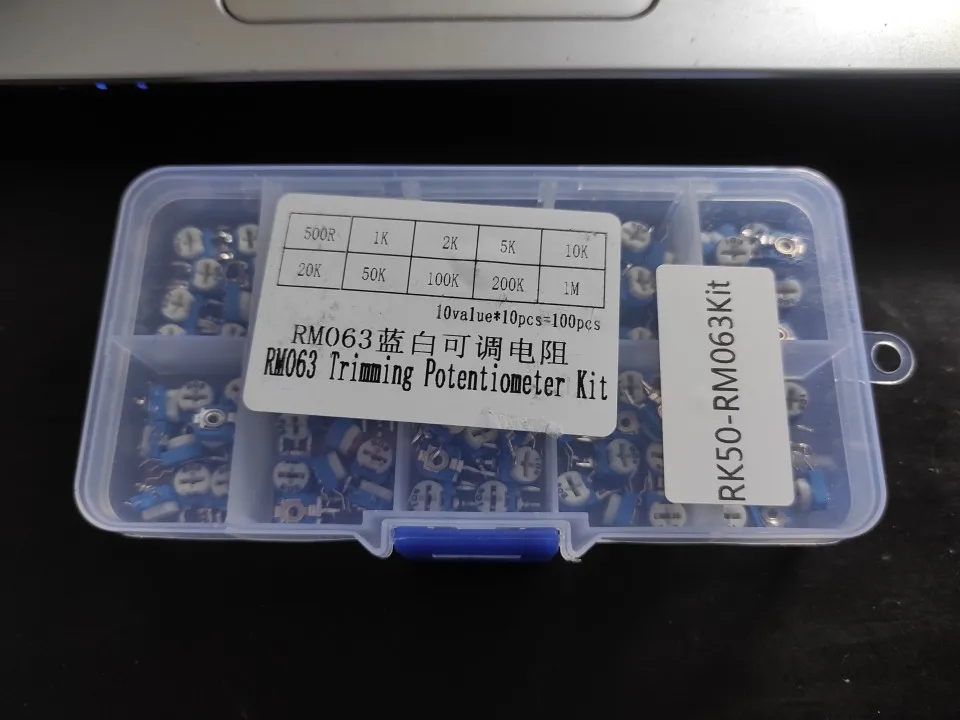 500R 1K 2K 5K 10K
20K 50K 100K 200K 1M
10value*10pcs=100pcs
RM063蓝白可调电阻
RM063 Trimming Potentiometer Kit
RK50-RM063Kit